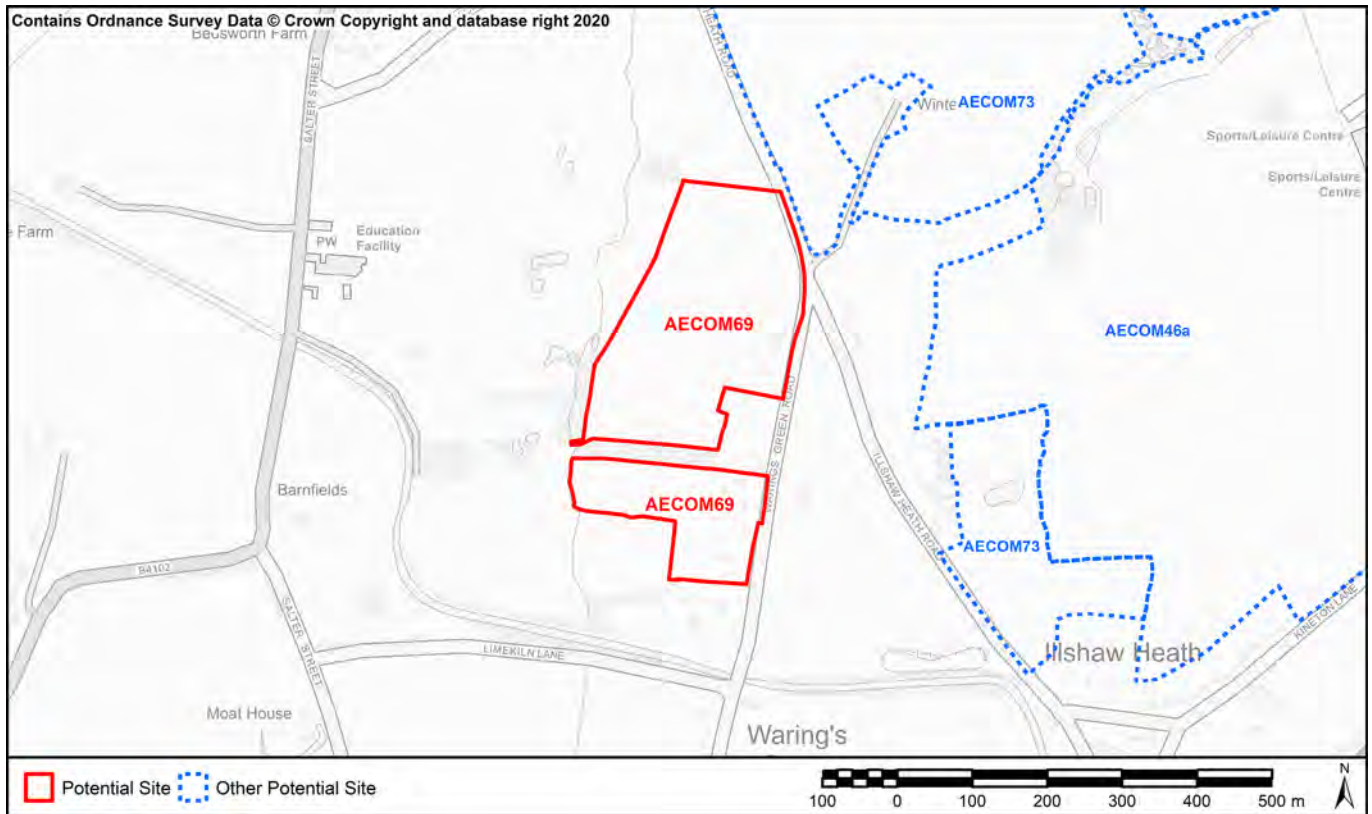 Contains Ordnance Survey Data © Crown Copyright and database right 2020
Bedsworth Farm
SALTER STREET
HEATH ROAD
Winte
AECOM73
Sports/Leisure Centre
Sports/Leisure
Centre
e Farm
PW
Education
Facility
AECOM69
AECOM46a
WARINGS GREEN ROAD
AECOM69
Barnfields
ILLSHAW HEATH ROAD
AECOM73
B4102
SALTER STREET
LIMEKILN LANE
KINETON LANE
Illshaw Heath
Moat House
Waring's
Potential Site
Other Potential Site
100 0 100 200 300 400 500 m
N